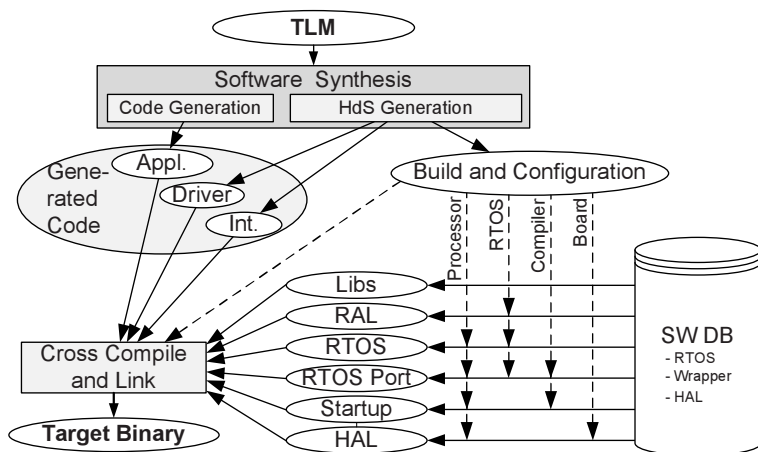 TLM
Software Synthesis
Code Generation
HdS Generation
Gene-
rated
Code
Appl.
Driver
Int.
Build and Configuration
Processor
RTOS
Compiler
Board
Libs
RAL
RTOS
RTOS Port
Startup
HAL
SW DB
- RTOS
- Wrapper
- HAL
Cross Compile
and Link
Target Binary